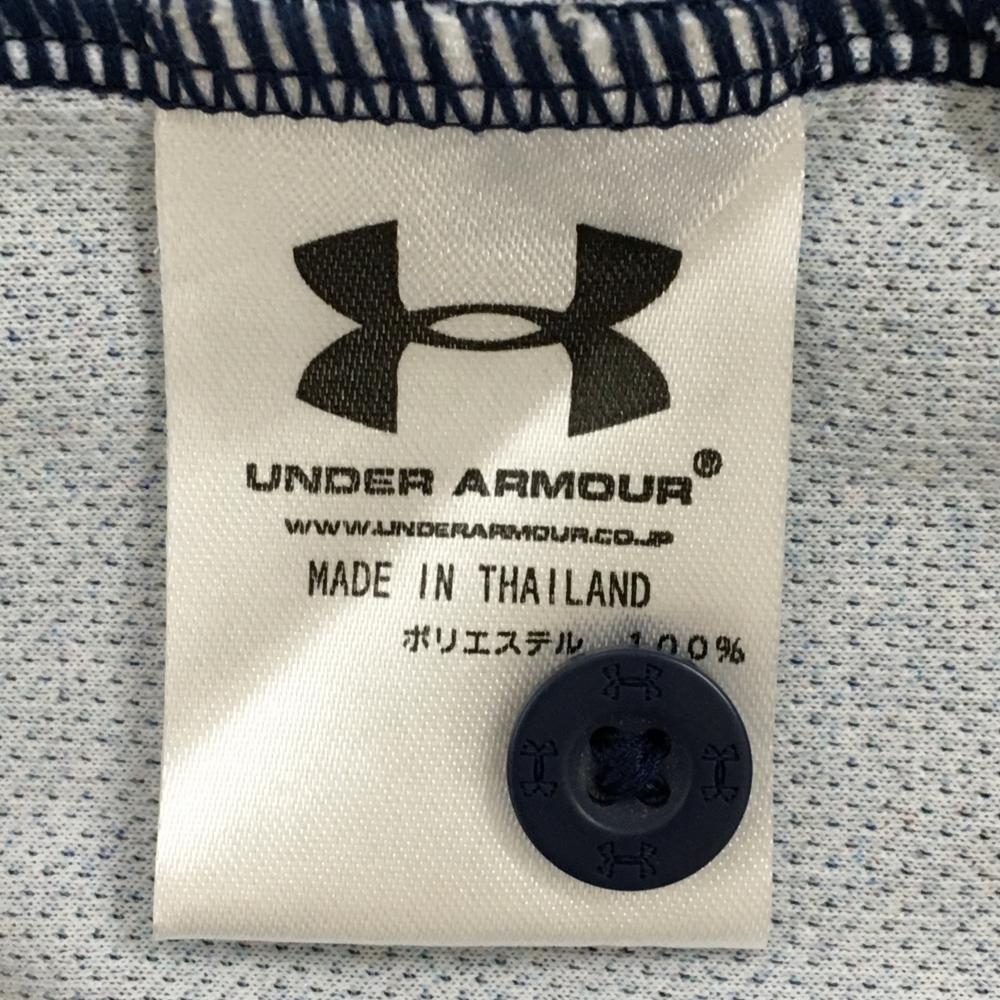 UNDER ARMOUR®
WWW.UNDERARMOUR.CO.JP
MADE IN THAILAND
ポリエステル 100%